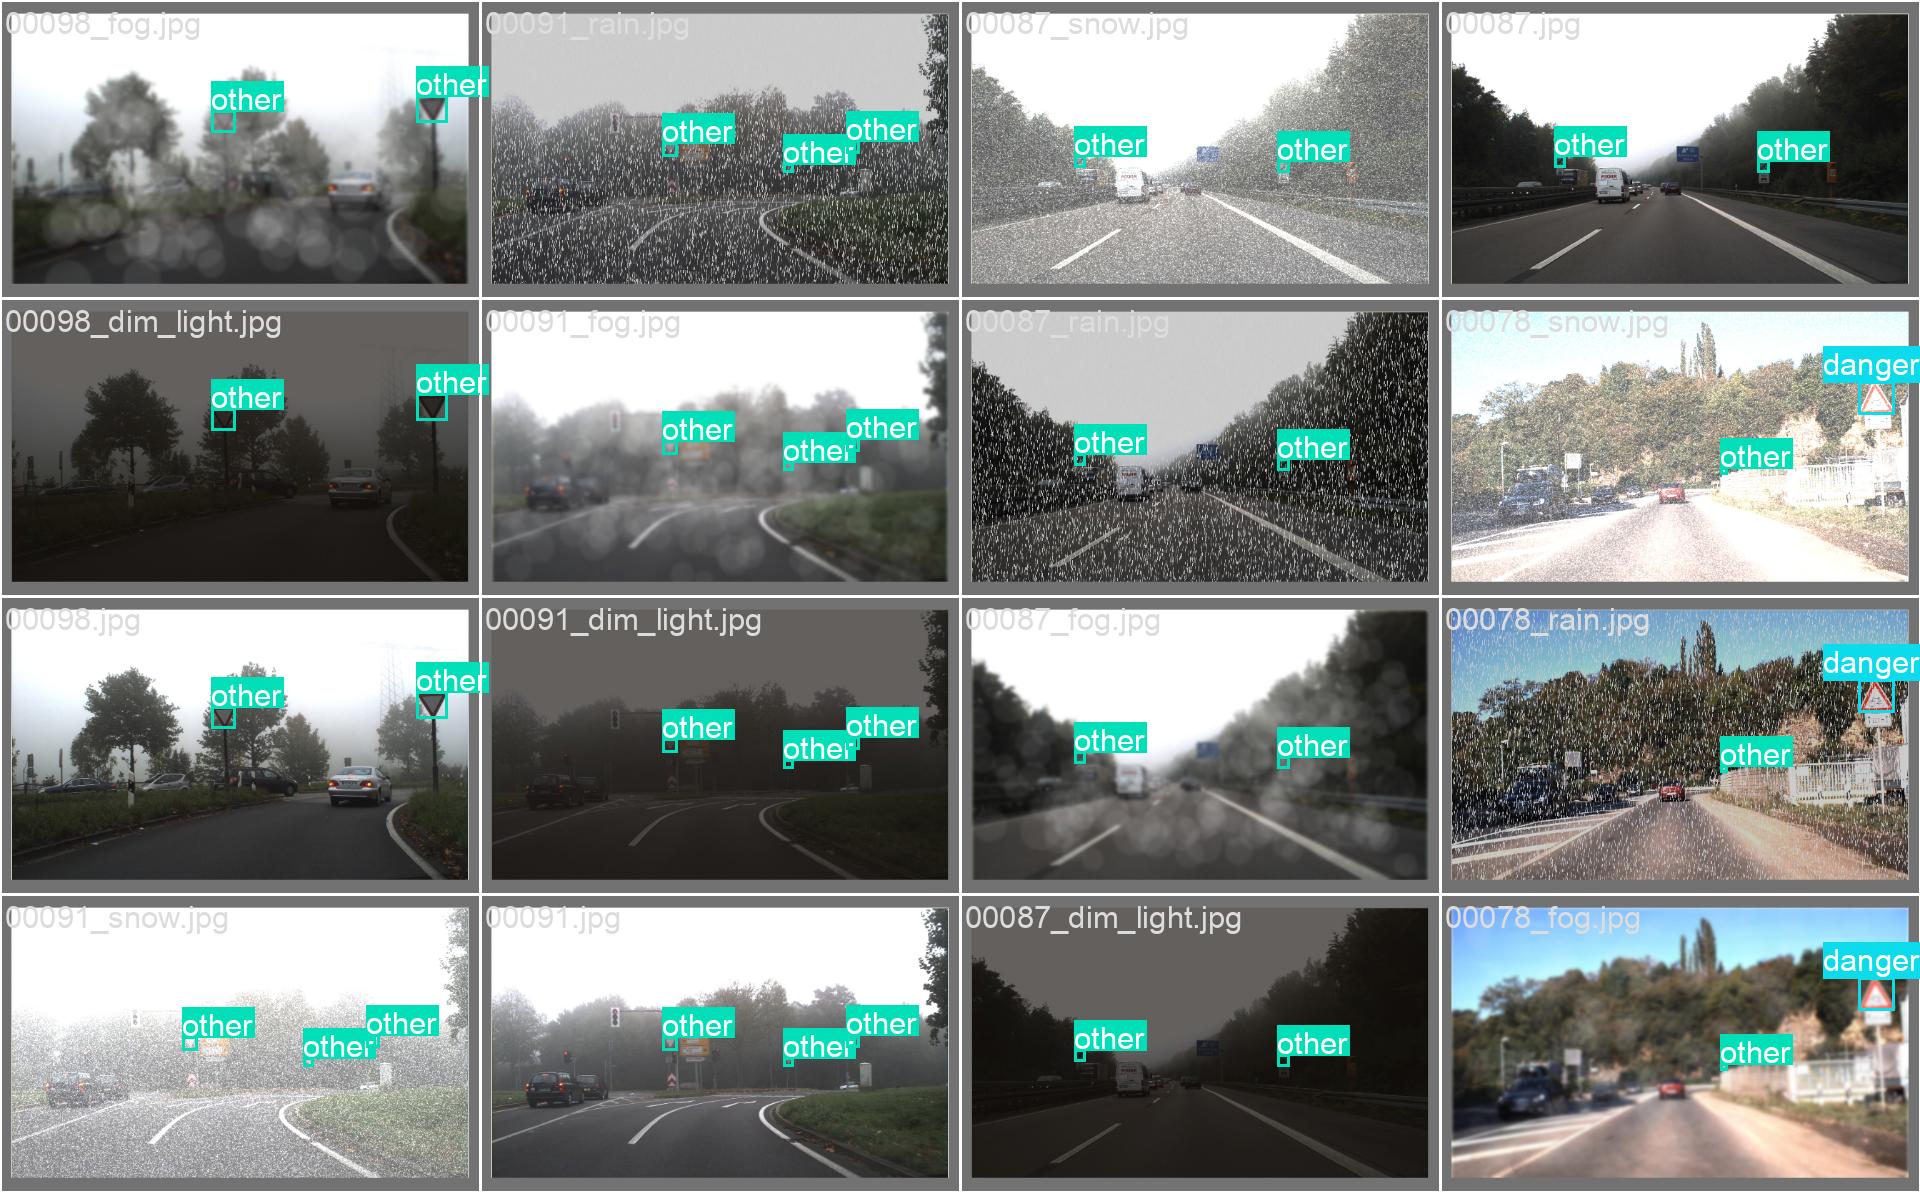 00098_fog.jpg
other
other
00091_rain.jpg
other
other
other
00087_snow.jpg
other
other
00087.jpg
other
other
00098_dim_light.jpg
other
other
00091_fog.jpg
other
other
other
00087_rain.jpg
other
other
00078_snow.jpg
danger
other
00098.jpg
other
other
00091_dim_light.jpg
other
other
other
00087_fog.jpg
other
other
00078_rain.jpg
danger
other
00091_snow.jpg
other
other
other
00091.jpg
other
other
other
00087_dim_light.jpg
other
other
00078_fog.jpg
danger
other